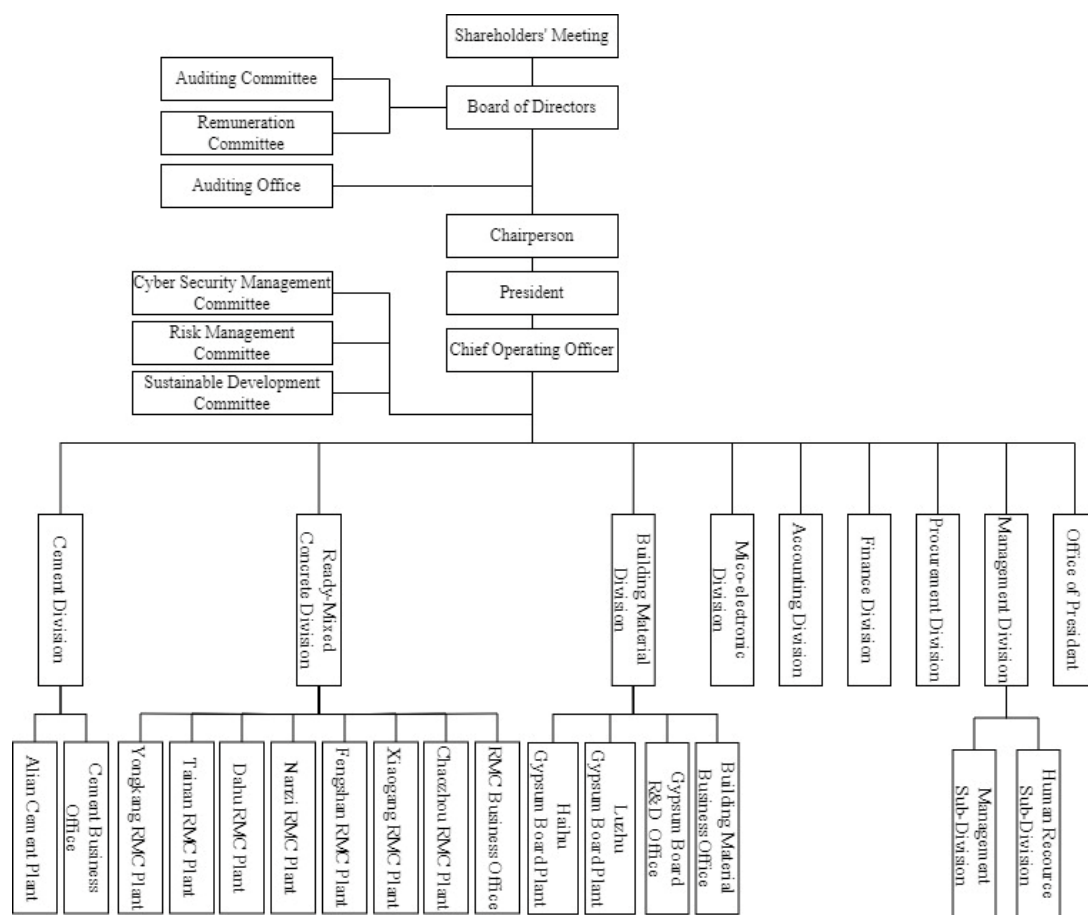 Shareholders' Meeting
Auditing Committee
Board of Directors
Remuneration
Committee
Auditing Office
Chairperson
Cyber Security Management
Committee
President
Risk Management
Committee
Chief Operating Officer
Sustainable Development
Committee
Cement Division
Ready-Mixed
Concrete Division
Building Material
Division
Mico-electronic
Division
Accounting Division
Finance Division
Procurement Division
Management Division
Office of President
Alian Cement Plant
Cement Business
Office
Yongkang RMC Plant
Tainan RMC Plant
Dahu RMC Plant
Nanzi RMC Plant
Fengshan RMC Plant
Xiaogang RMC Plant
Chaozhou RMC Plant
RMC Business Office
Haihu
Gypsum Board Plant
Luzhu
Gypsum Board Plant
Gypsum Board
R&D Office
Building Material
Business Office
Management
Sub-Division
Human Recource
Sub-Division